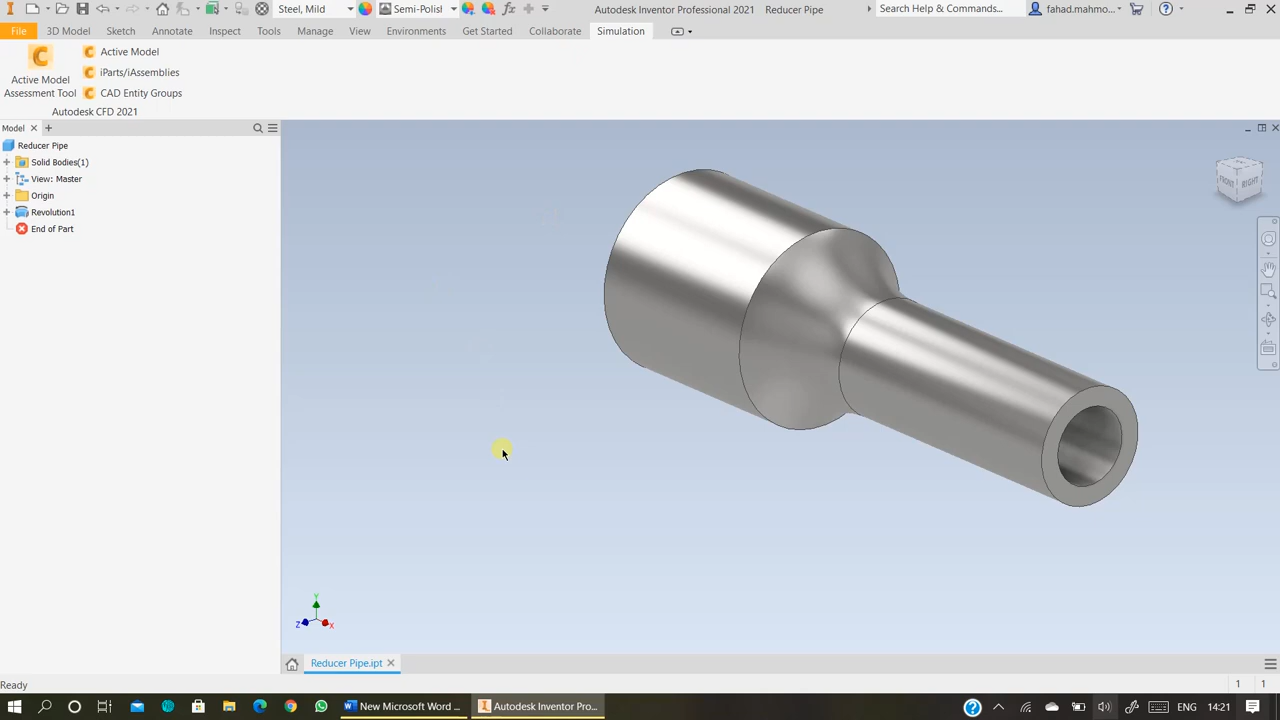 Steel, Mild
Semi-Polisl
Autodesk Inventor Professional 2021 Reducer Pipe
Search Help & Commands...
fahad.mahmo...
File
3D Model
Sketch
Annotate
Inspect
Tools
Manage
View
Environments
Get Started
Collaborate
Simulation
Active Model
Assessment Tool
Active Model
iParts/iAssemblies
CAD Entity Groups
Autodesk CFD 2021
Model
Reducer Pipe
Solid Bodies(1)
View: Master
Origin
Revolution1
End of Part
FRONT
RIGHT
Y
Z
X
Reducer Pipe.ipt
Ready
1
1
New Microsoft Word ...
Autodesk Inventor Pro...
ENG
14:21